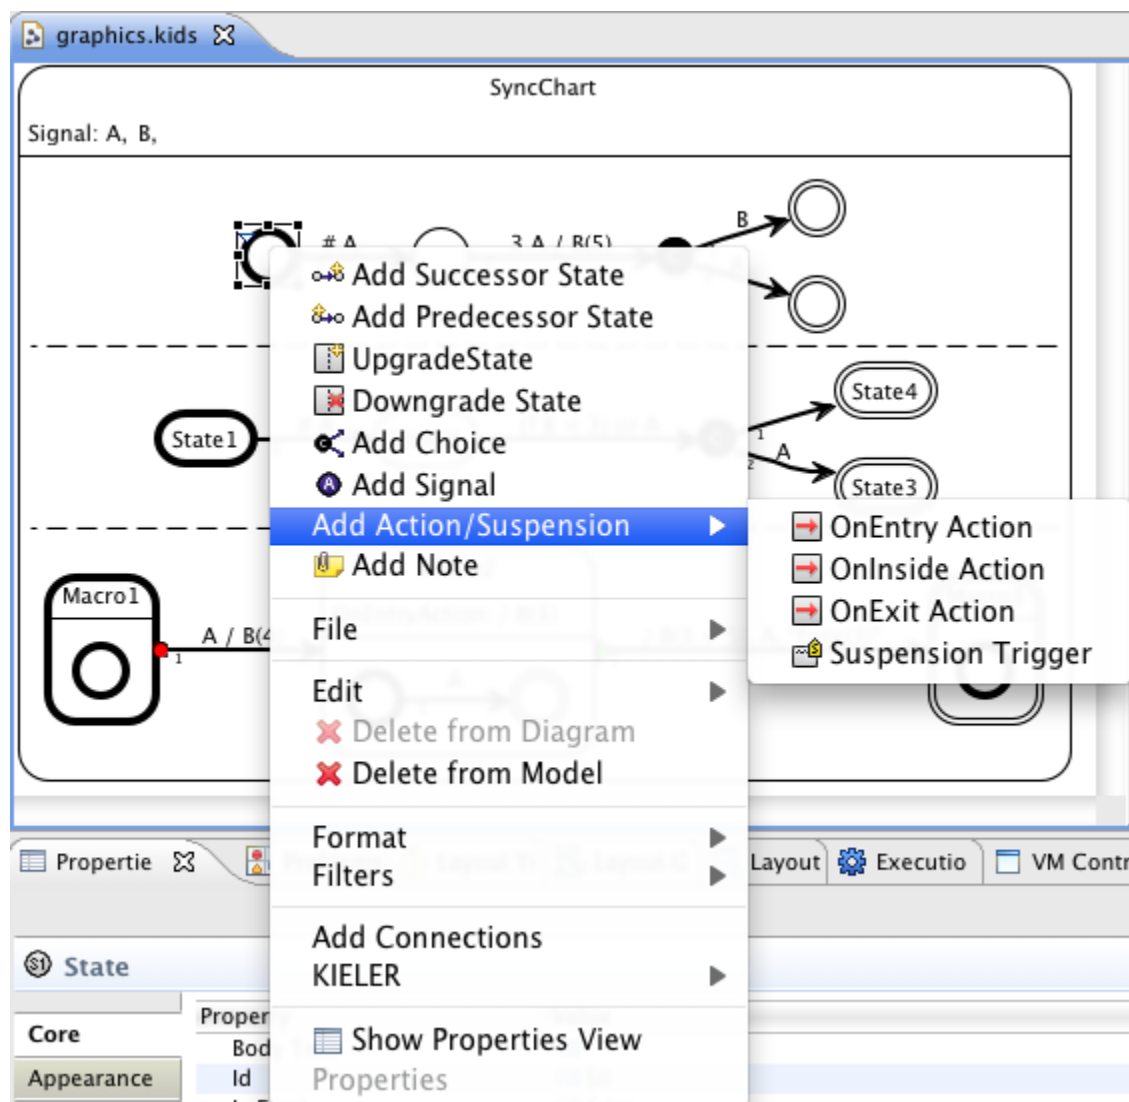 graphics.kids
SyncChart
Signal: A, B,
B
# A
3 A / B(5)
Add Successor State
Add Predecessor State
UpgradeState
Downgrade State
State4
State1
Add Choice
1
A
2
Add Signal
State3
Add Action/Suspension
OnEntry Action
Add Note
OnInside Action
Macro1
OnExit Action
File
A / B(4
1
Suspension Trigger
Edit
Delete from Diagram
Delete from Model
Format
Propertie
Layout
Executio
VM Contr
Filters
Add Connections
State
KIELER
Proper
Core
Show Properties View
Bod
Appearance
Id
Properties